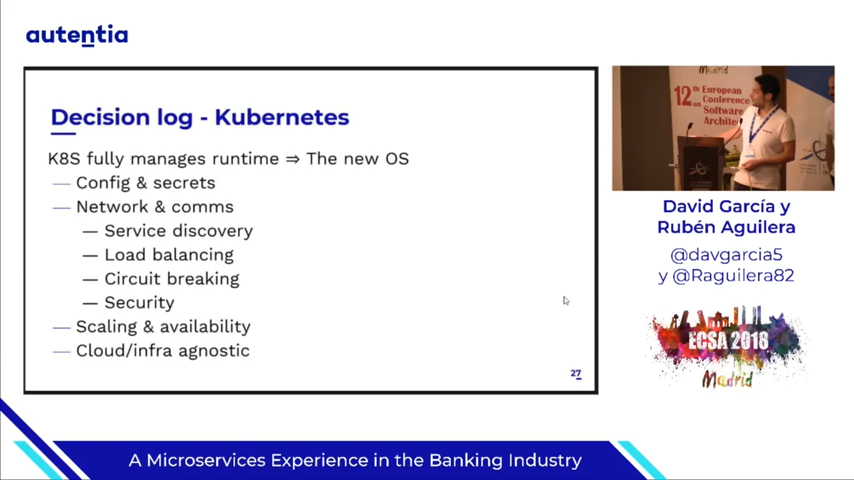 autentia
Decision log - Kubernetes
K8S fully manages runtime ⇒ The new OS
— Config & secrets
— Network & comms
— Service discovery
— Load balancing
— Circuit breaking
— Security
— Scaling & availability
— Cloud/infra agnostic
27
Madrid
12th European
Conference
Software
Archite
David García y
Rubén Aguilera
@davgarcia5
y @Raguilera82
ECSA 2018
Madrid
A Microservices Experience in the Banking Industry